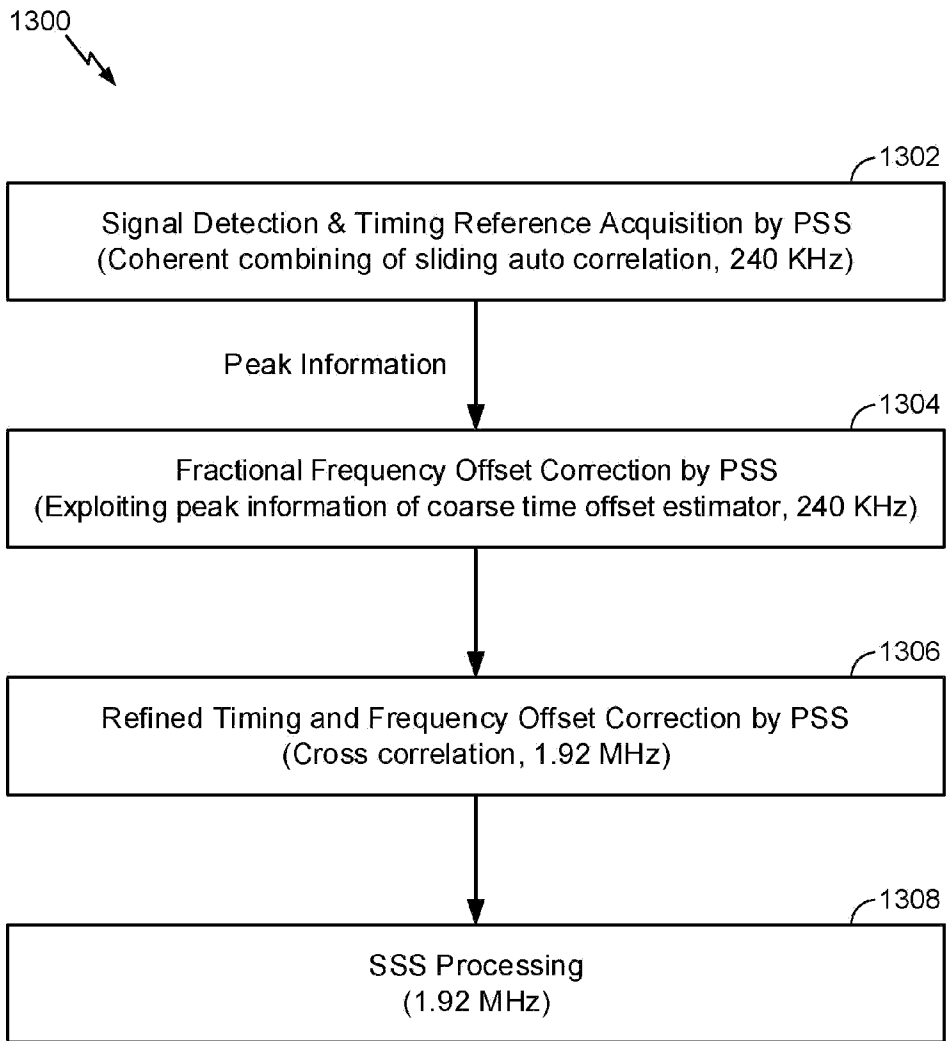 1300
1302
Signal Detection & Timing Reference Acquisition by PSS
(Coherent combining of sliding auto correlation, 240 KHz)
Peak Information
1304
Fractional Frequency Offset Correction by PSS
(Exploiting peak information of coarse time offset estimator, 240 KHz)
1306
Refined Timing and Frequency Offset Correction by PSS
(Cross correlation, 1.92 MHz)
1308
SSS Processing
(1.92 MHz)